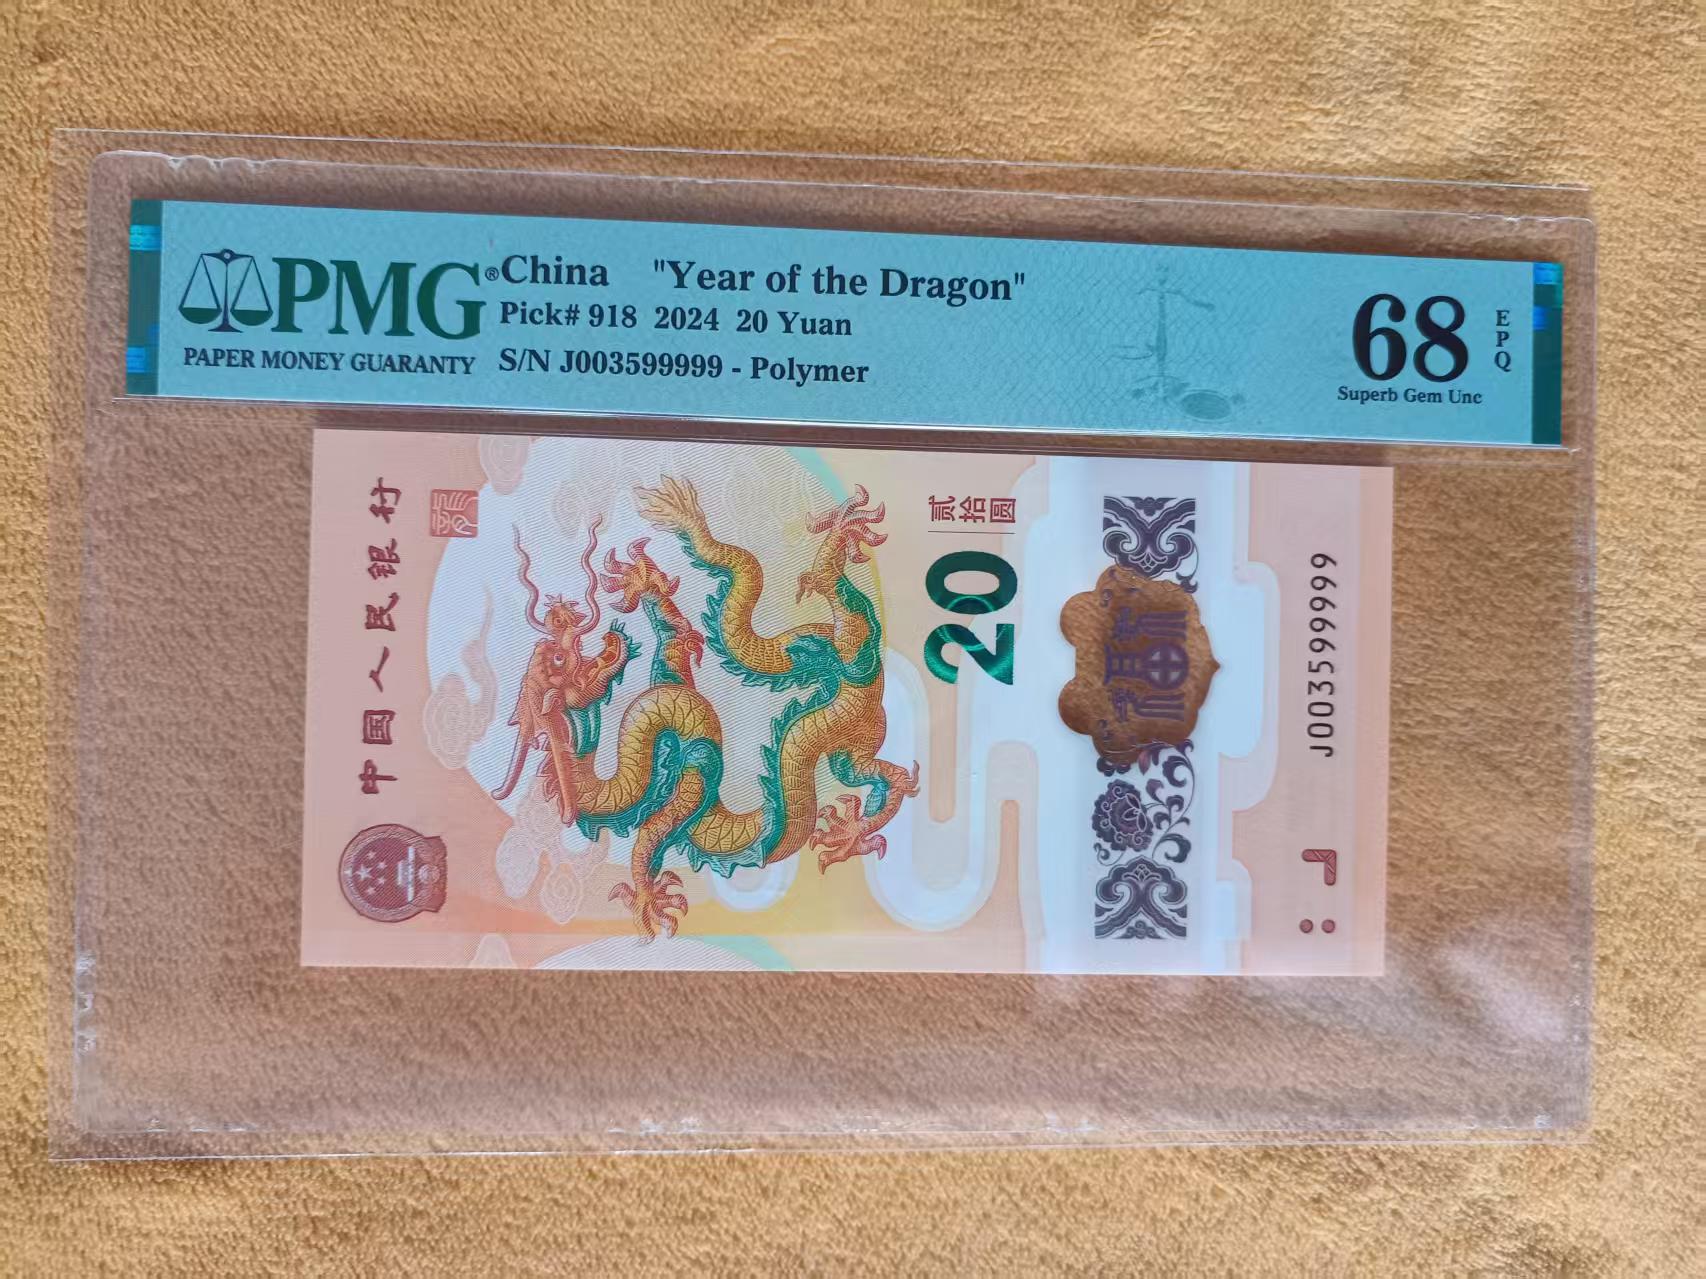 PMG®
PAPER MONEY GUARANTY
China "Year of the Dragon"
Pick# 918 2024 20 Yuan
S/N J003599999 - Polymer
68
EPQ
Superb Gem Unc
中国人民银行
贰拾圆
20
J003599999